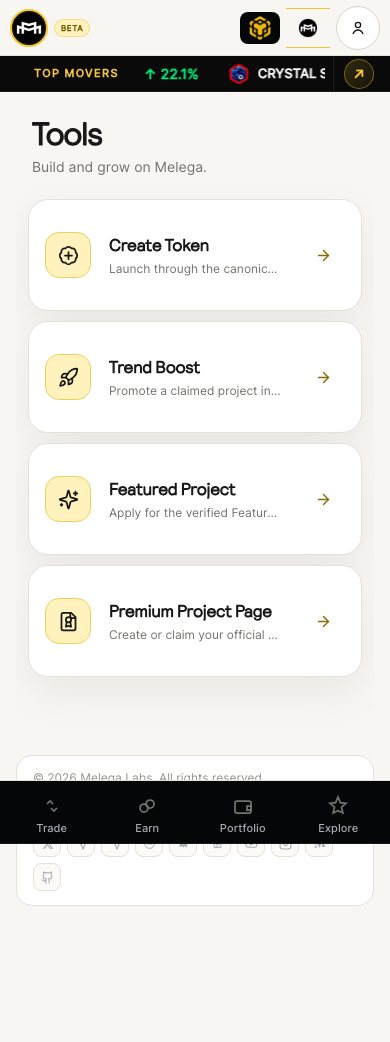 BETA
TOP MOVERS
↑ 22.1%
CRYSTAL
Tools
Build and grow on Melega.
Create Token
Launch through the canonic...
Trend Boost
Promote a claimed project in...
Featured Project
Apply for the verified Featur...
Premium Project Page
Create or claim your official ...
© 2026 Melega Labs. All rights reserved
Trade
Earn
Portfolio
Explore